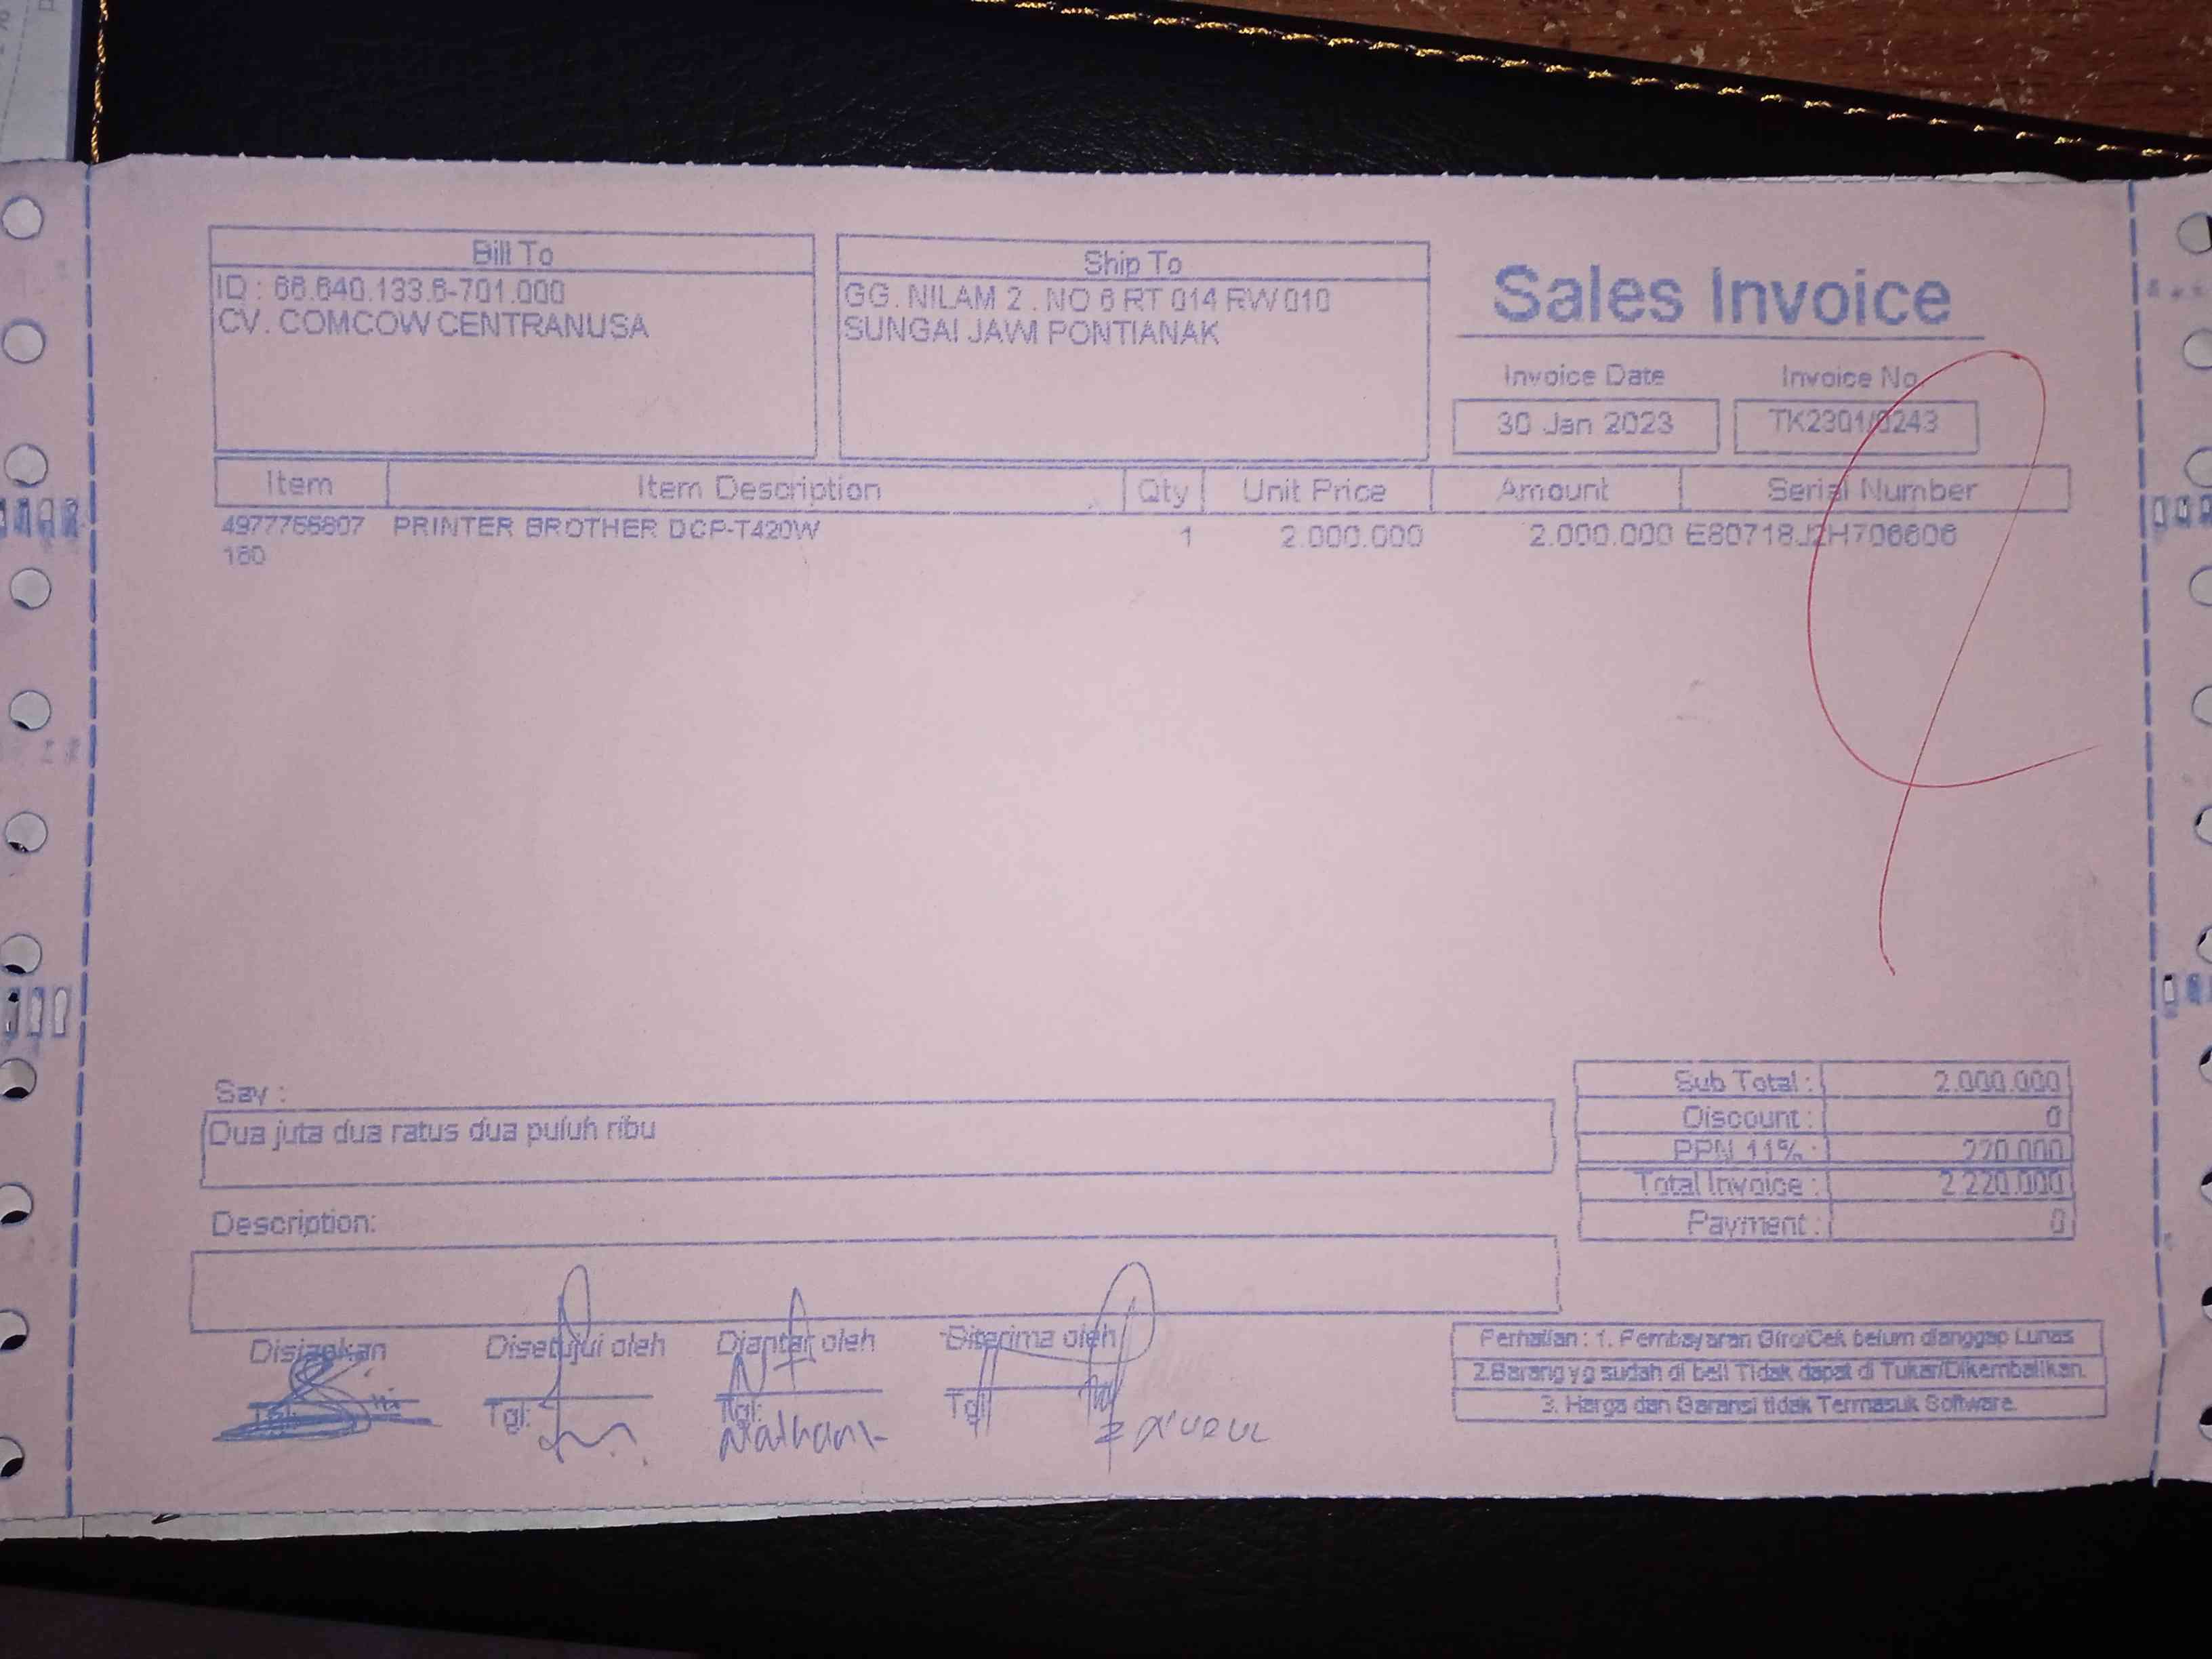 Bill To
ID : 66.640.133.6-701.000
CV. COMCOW CENTRANUSA
Ship To
GG. NILAM 2 . NO 6 RT 014 RW 010
SUNGAI JAWI PONTIANAK
Sales Invoice
Invoice Date Invoice No.
30 Jan 2023 TK2301/0243
Item Item Description Qty Unit Price Amount Serial Number
4977766807 PRINTER BROTHER DCP-T420W 1 2.000.000 2.000.000 E80718J2H706606
160
Say :
Dua juta dua ratus dua puluh ribu
Description:
Sub Total : 2.000.000
Discount : 0
PPN 11% : 220.000
Total Invoice : 2.220.000
Payment : 0
Disiapkan Disetujui oleh Diantar oleh Diterima oleh
Tgl: Tgl: Tgl: Tgl:
Perhatian : 1. Pembayaran Giro/Cek belum dianggap Lunas
2.Barang yg sudah di beli Tidak dapat di Tukar/Dikembalikan.
3. Harga dan Garansi tidak Termasuk Software.